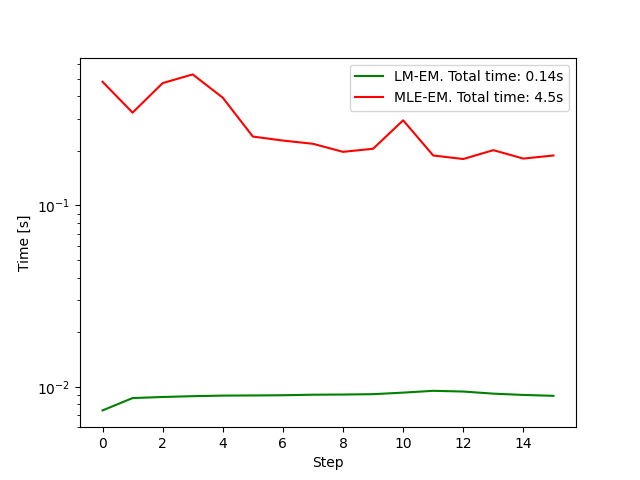 LM-EM. Total time: 0.14s
MLE-EM. Total time: 4.5s
Time [s]
10⁻¹
10⁻²
0 2 4 6 8 10 12 14
Step